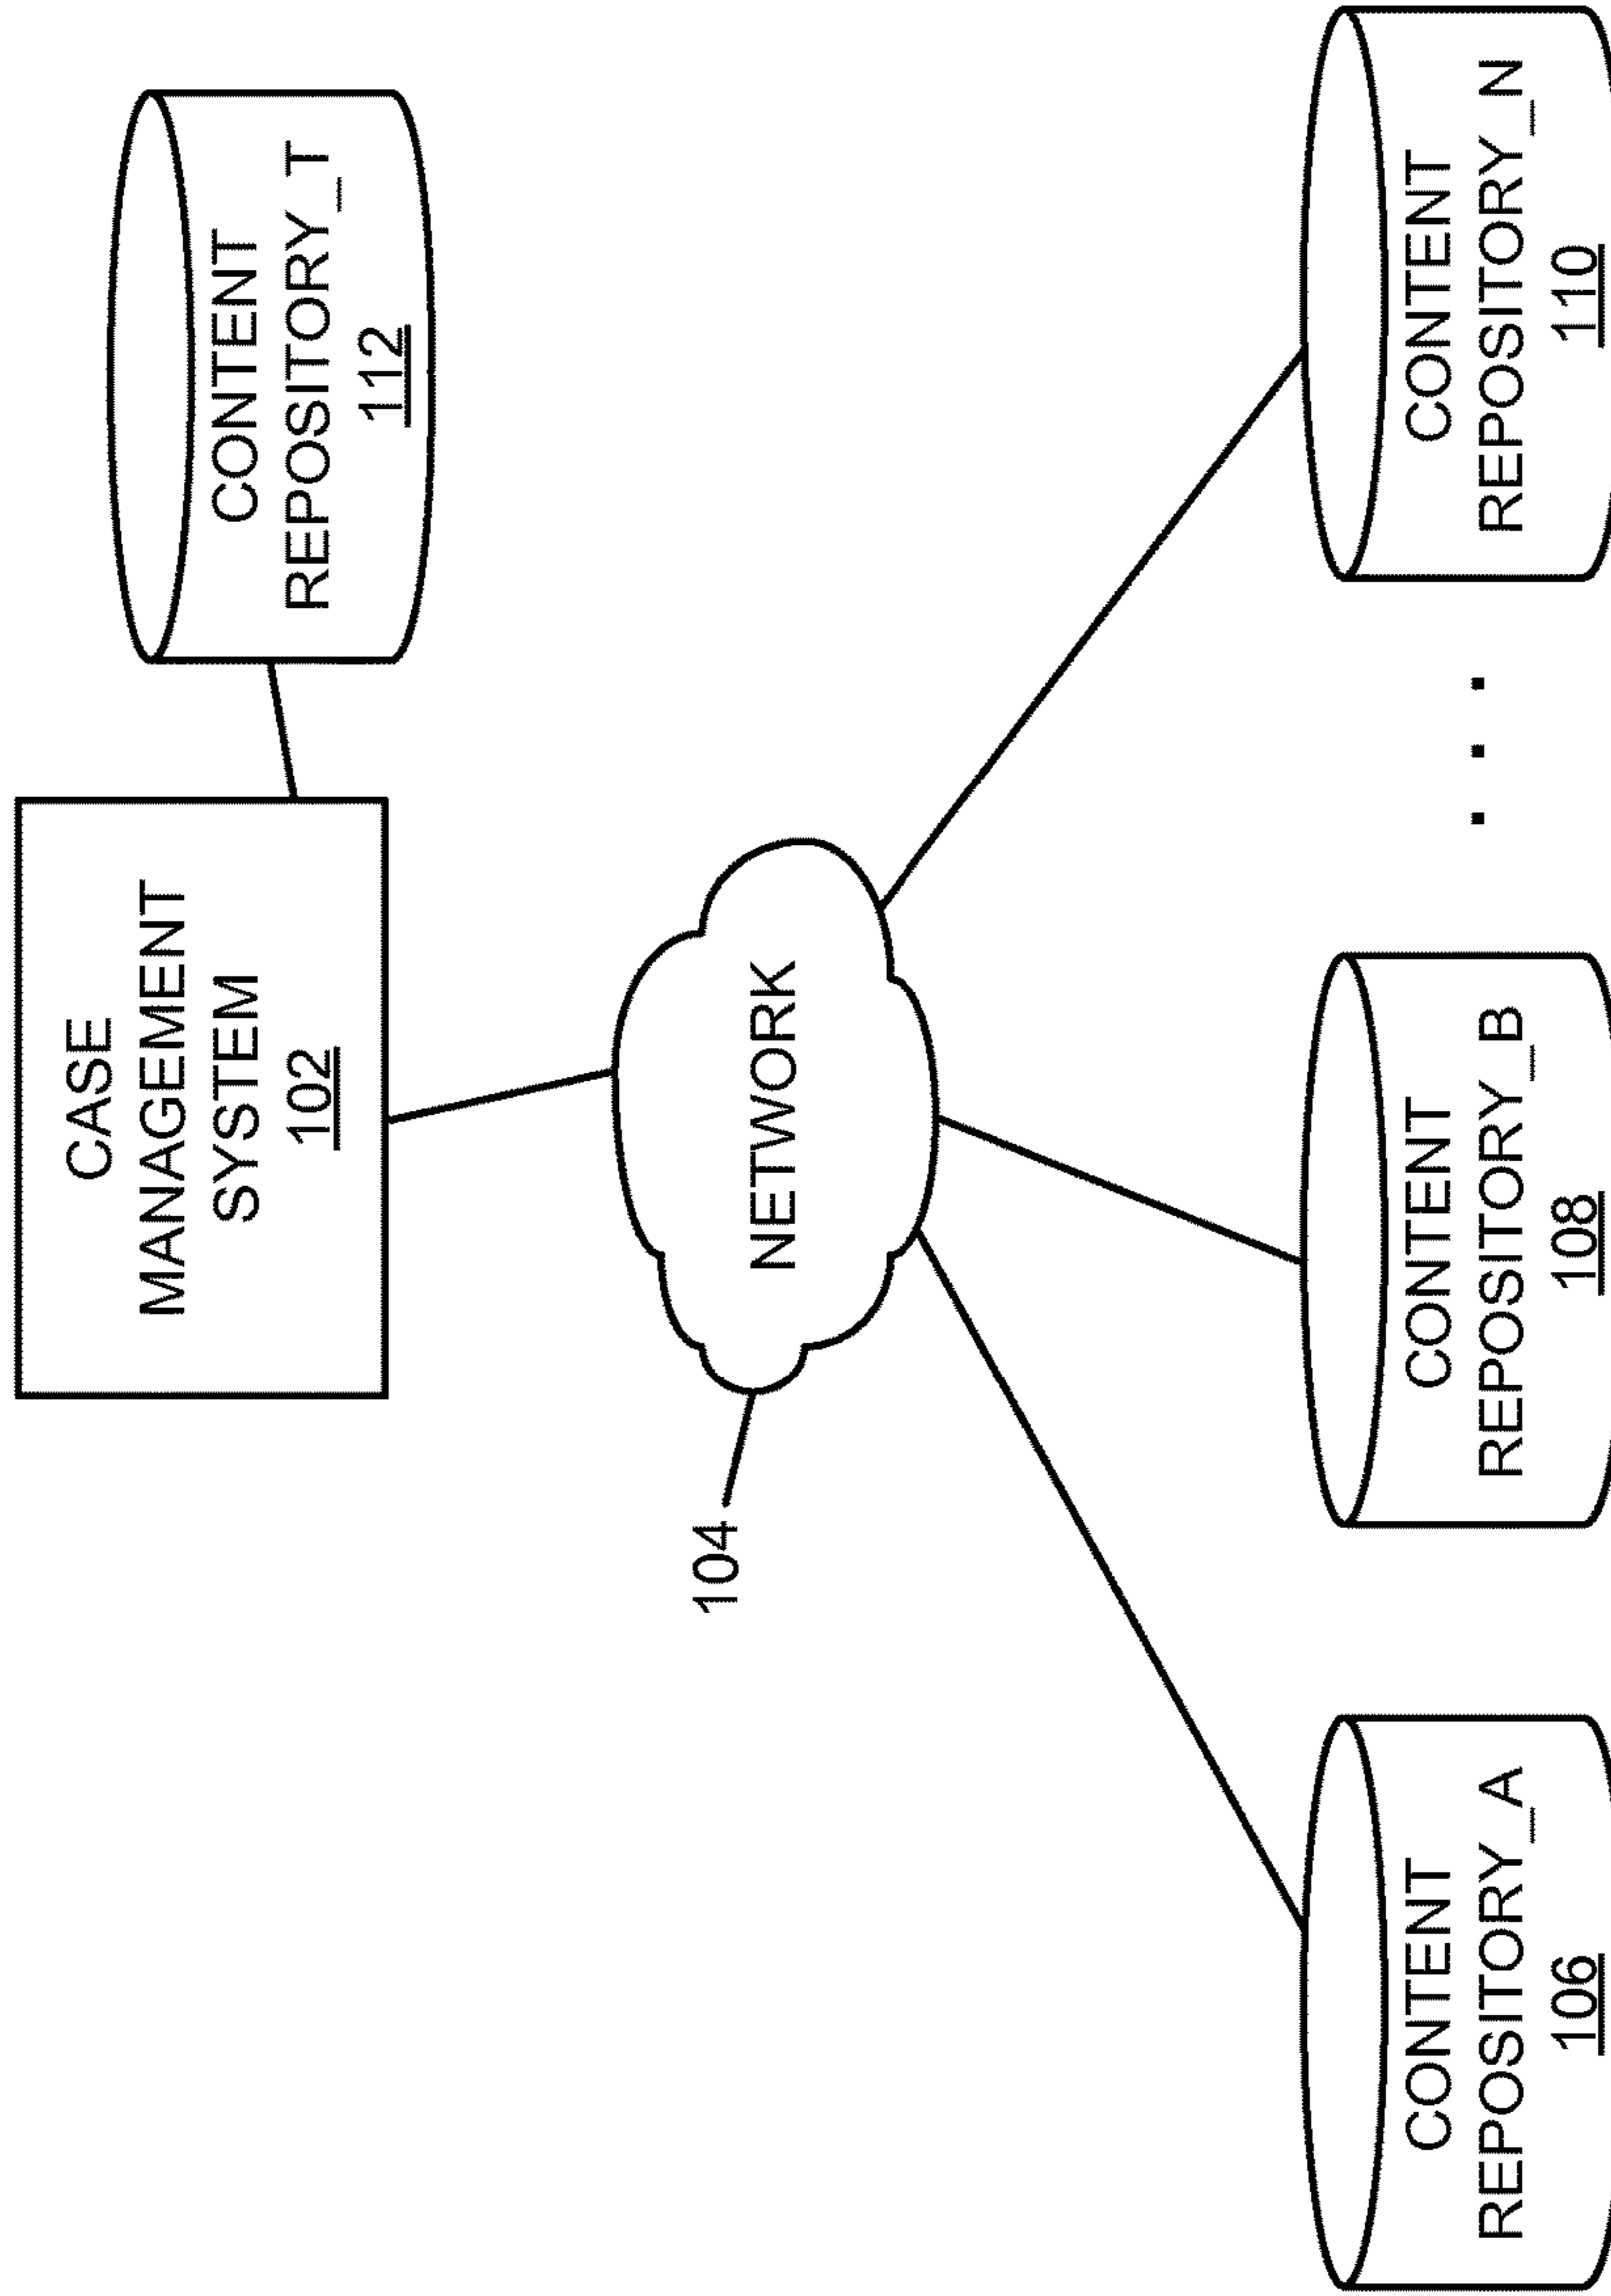 CASE
MANAGEMENT
SYSTEM
102
CONTENT
REPOSITORY_T
112
NETWORK
104
CONTENT
REPOSITORY_A
106
CONTENT
REPOSITORY_B
108
. . .
CONTENT
REPOSITORY_N
110